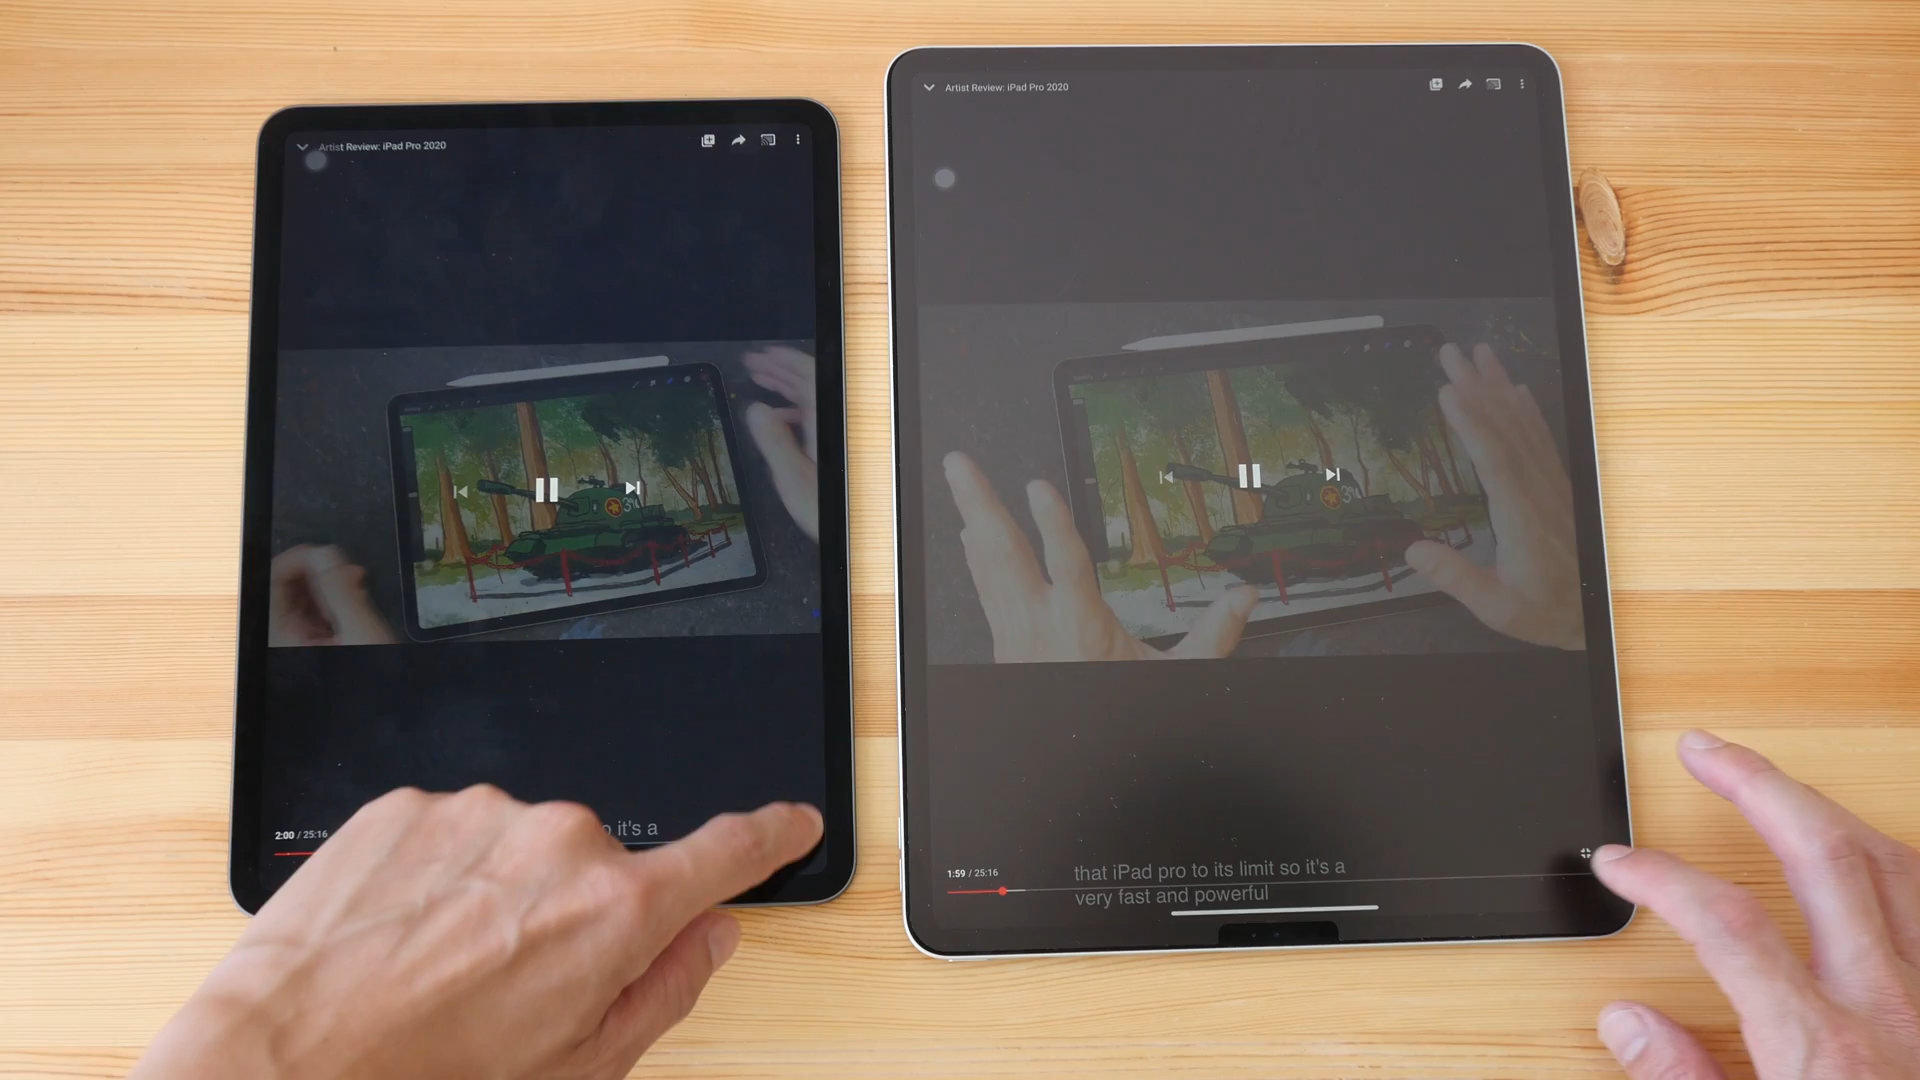 Artist Review: iPad Pro 2020
2:00 / 25:16
it's a
Artist Review: iPad Pro 2020
1:59 / 25:16
that iPad pro to its limit so it's a
very fast and powerful